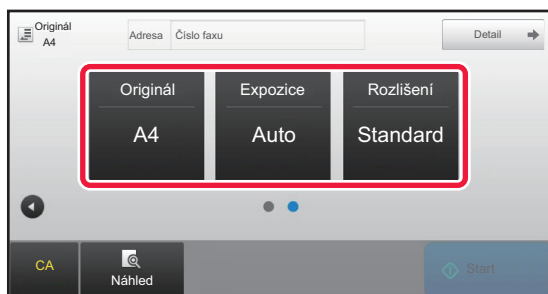 Originál
A4
Adresa Číslo faxu
Detail
Originál Expozice Rozlišení
A4 Auto Standard
CA
Náhled
Start